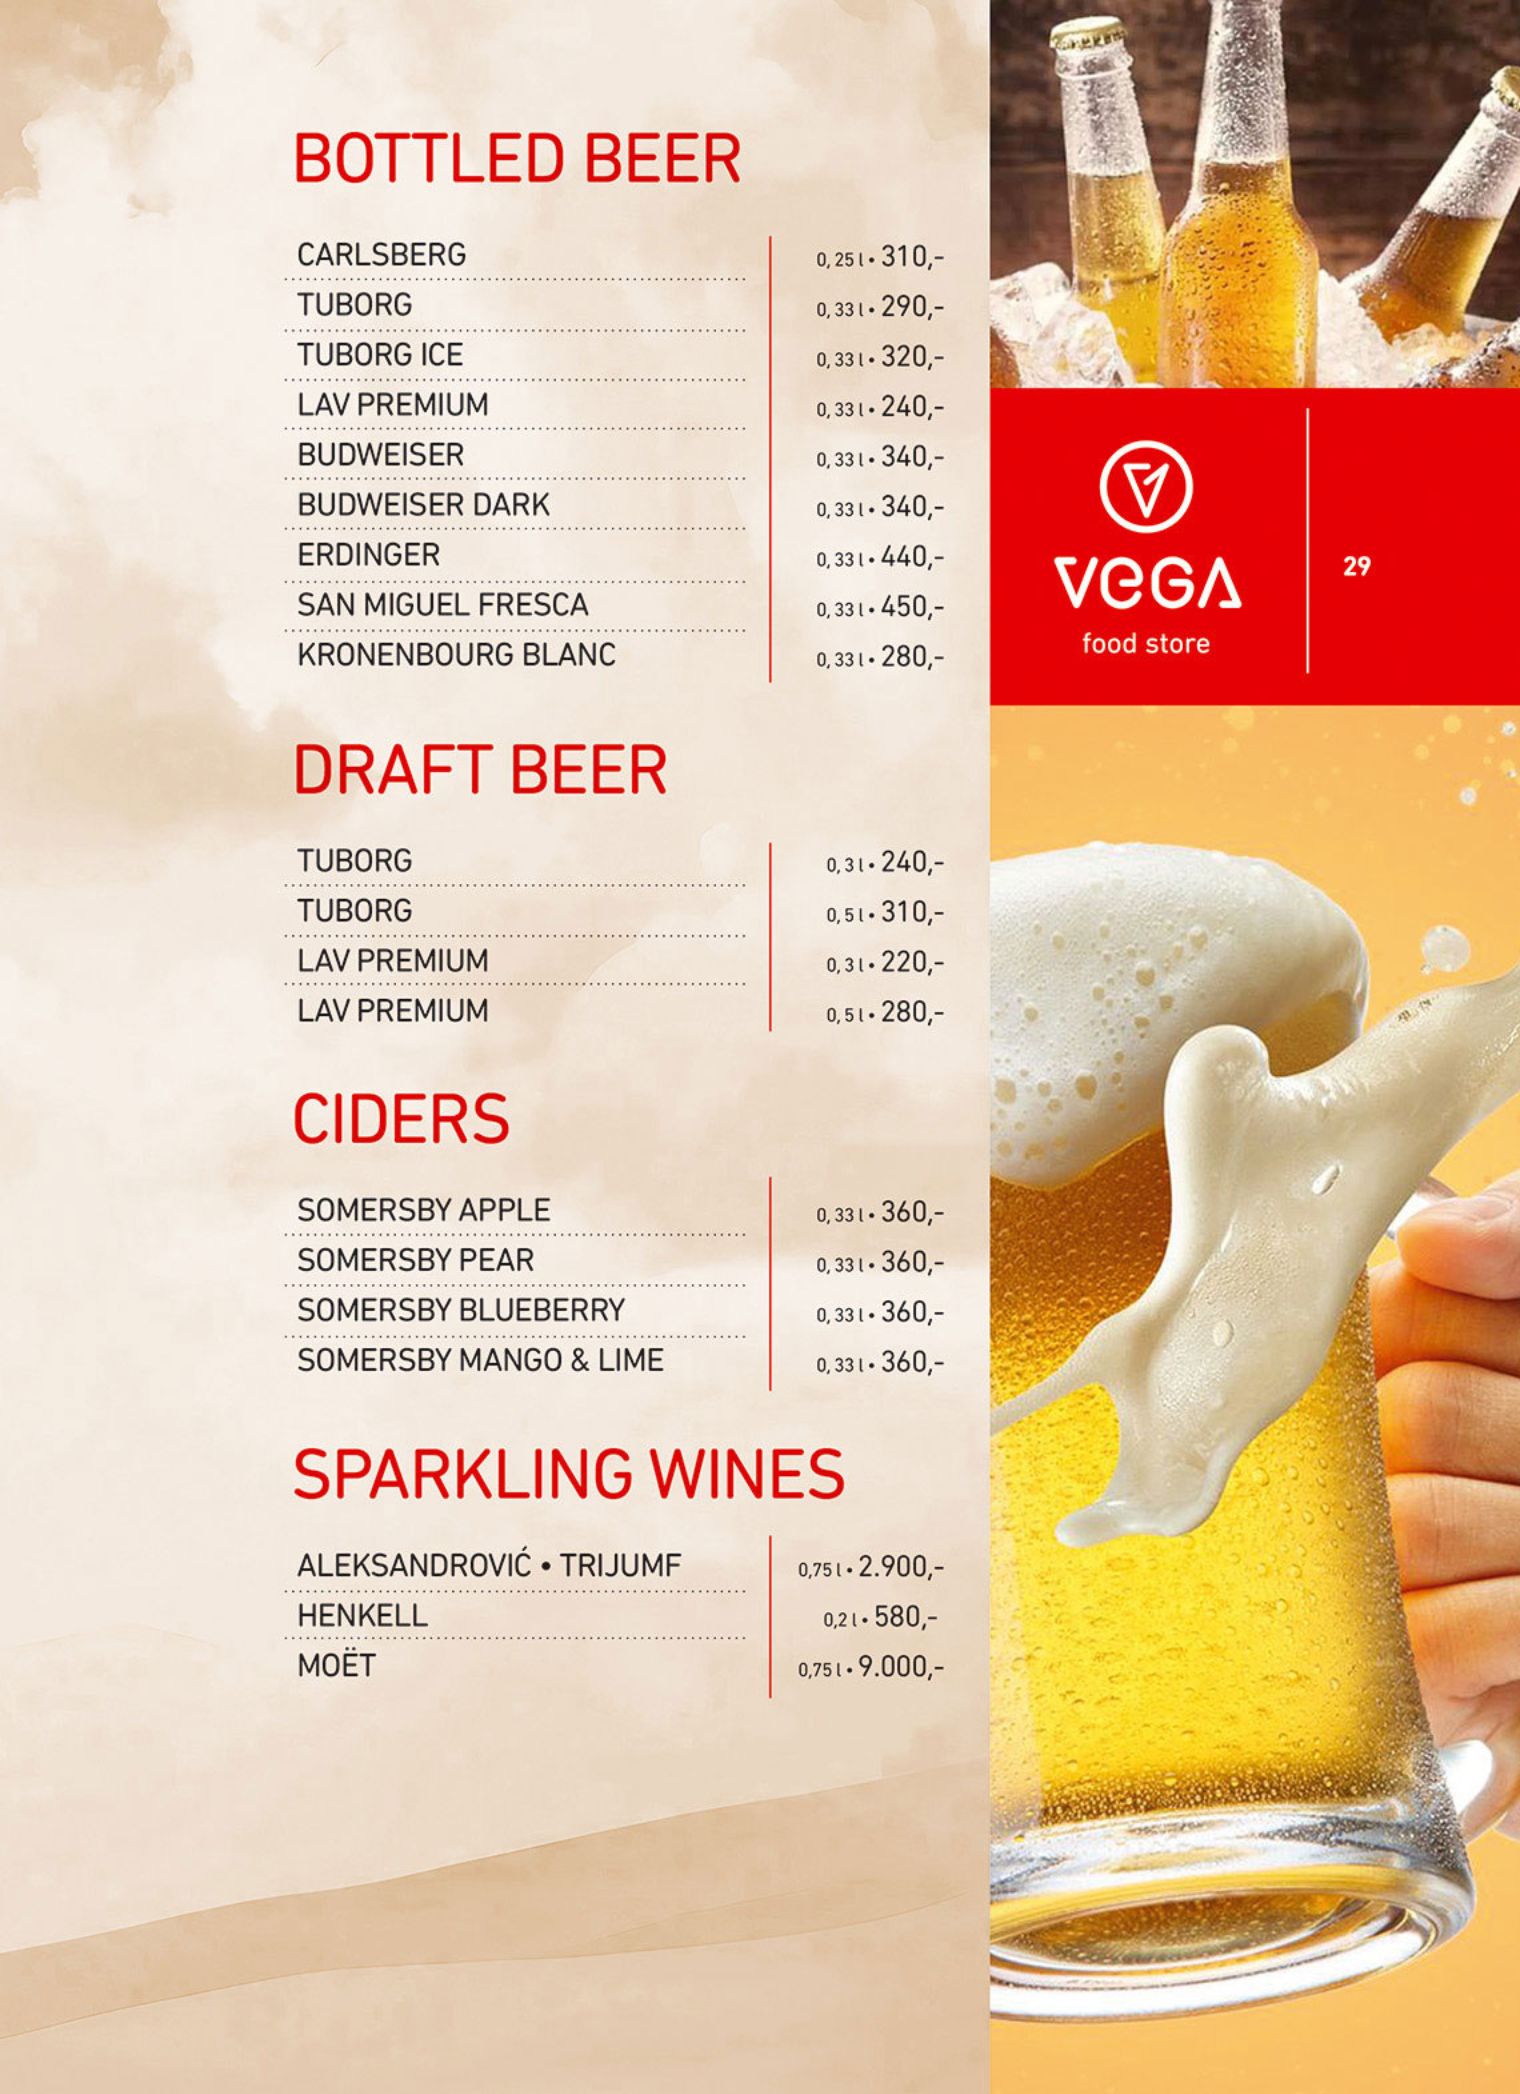 BOTTLED BEER
CARLSBERG 0,25 l • 310,-
TUBORG 0,33 l • 290,-
TUBORG ICE 0,33 l • 320,-
LAV PREMIUM 0,33 l • 240,-
BUDWEISER 0,33 l • 340,-
BUDWEISER DARK 0,33 l • 340,-
ERDINGER 0,33 l • 440,-
SAN MIGUEL FRESCA 0,33 l • 450,-
KRONENBOURG BLANC 0,33 l • 280,-
DRAFT BEER
TUBORG 0,3 l • 240,-
TUBORG 0,5 l • 310,-
LAV PREMIUM 0,3 l • 220,-
LAV PREMIUM 0,5 l • 280,-
CIDERS
SOMERSBY APPLE 0,33 l • 360,-
SOMERSBY PEAR 0,33 l • 360,-
SOMERSBY BLUEBERRY 0,33 l • 360,-
SOMERSBY MANGO & LIME 0,33 l • 360,-
SPARKLING WINES
ALEKSANDROVIĆ • TRIJUMF 0,75 l • 2.900,-
HENKELL 0,2 l • 580,-
MOËT 0,75 l • 9.000,-
VEGA
food store
29